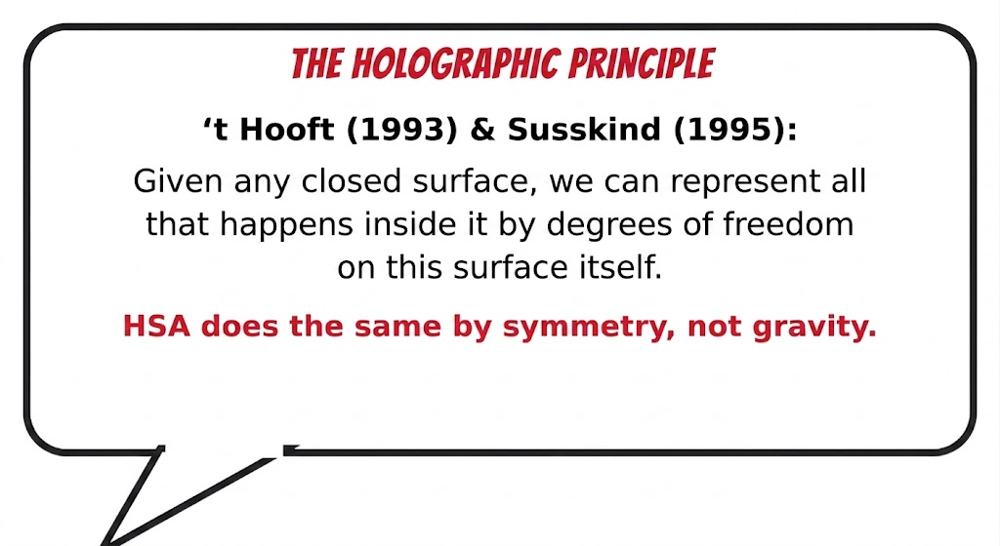 THE HOLOGRAPHIC PRINCIPLE
‘t Hooft (1993) & Susskind (1995):
Given any closed surface, we can represent all
that happens inside it by degrees of freedom
on this surface itself.
HSA does the same by symmetry, not gravity.